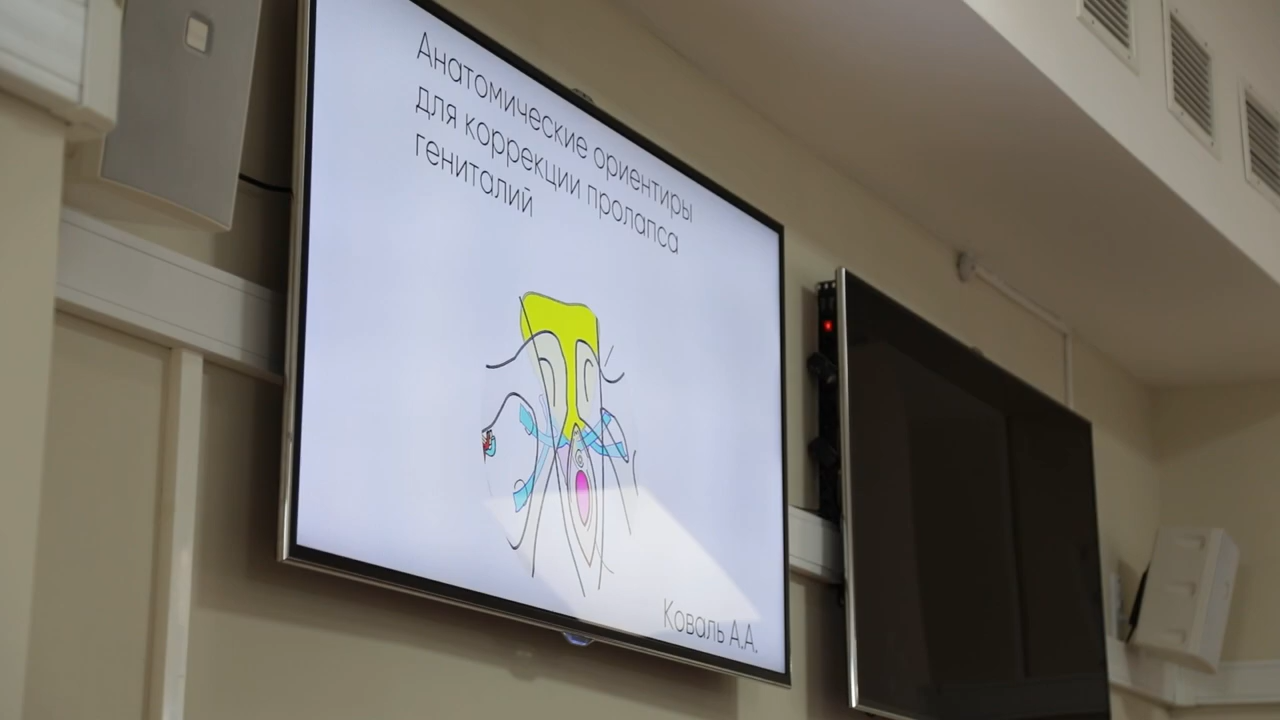 Анатомические ориентиры
для коррекции пролапса
гениталий
Коваль А.А.